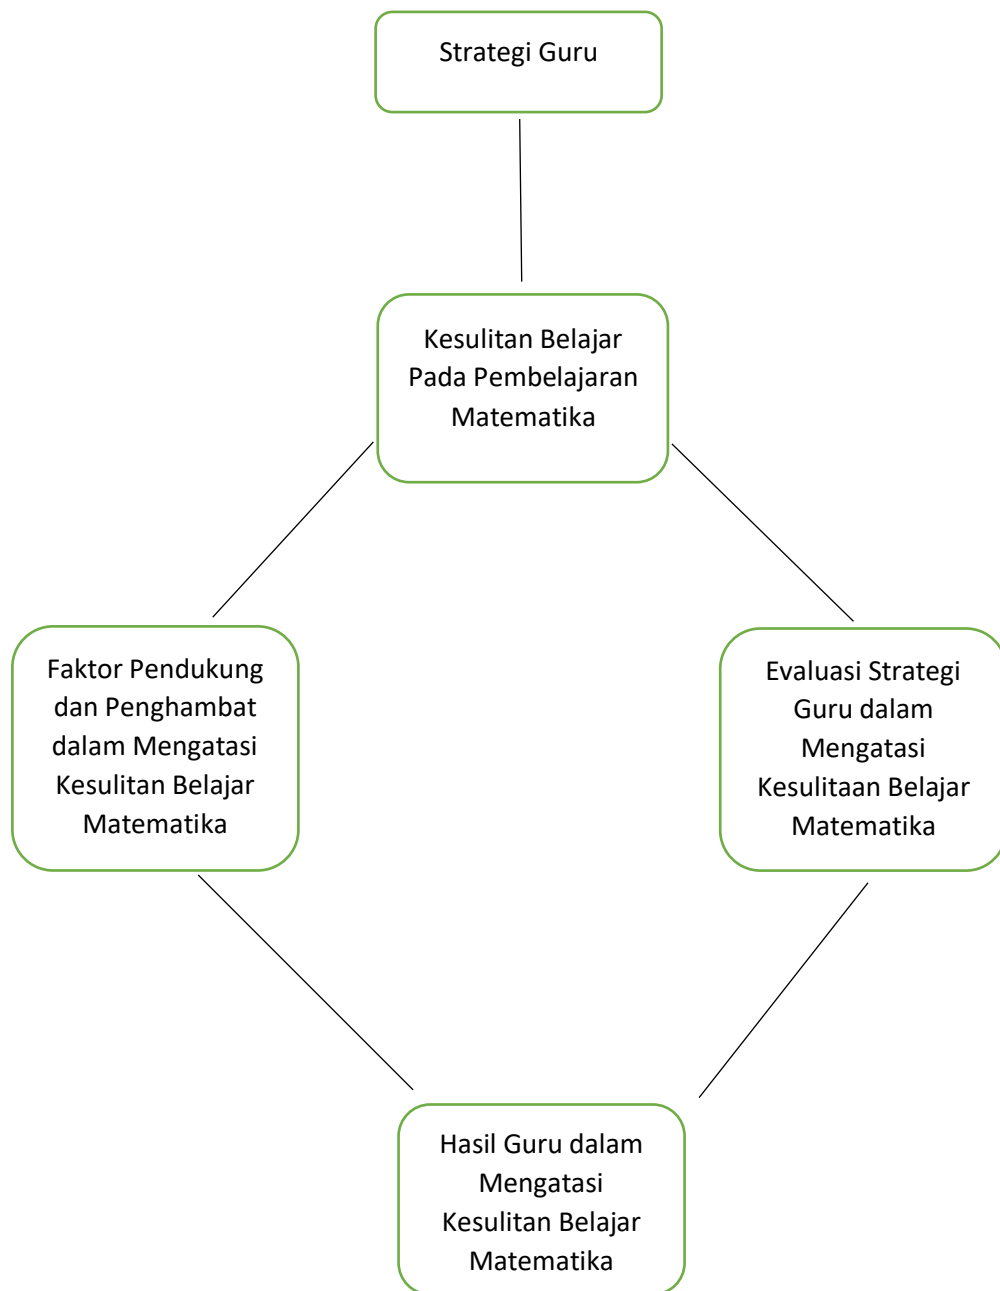 Strategi Guru
Kesulitan Belajar
Pada Pembelajaran
Matematika
Faktor Pendukung
dan Penghambat
dalam Mengatasi
Kesulitan Belajar
Matematika
Evaluasi Strategi
Guru dalam
Mengatasi
Kesulitaan Belajar
Matematika
Hasil Guru dalam
Mengatasi
Kesulitan Belajar
Matematika